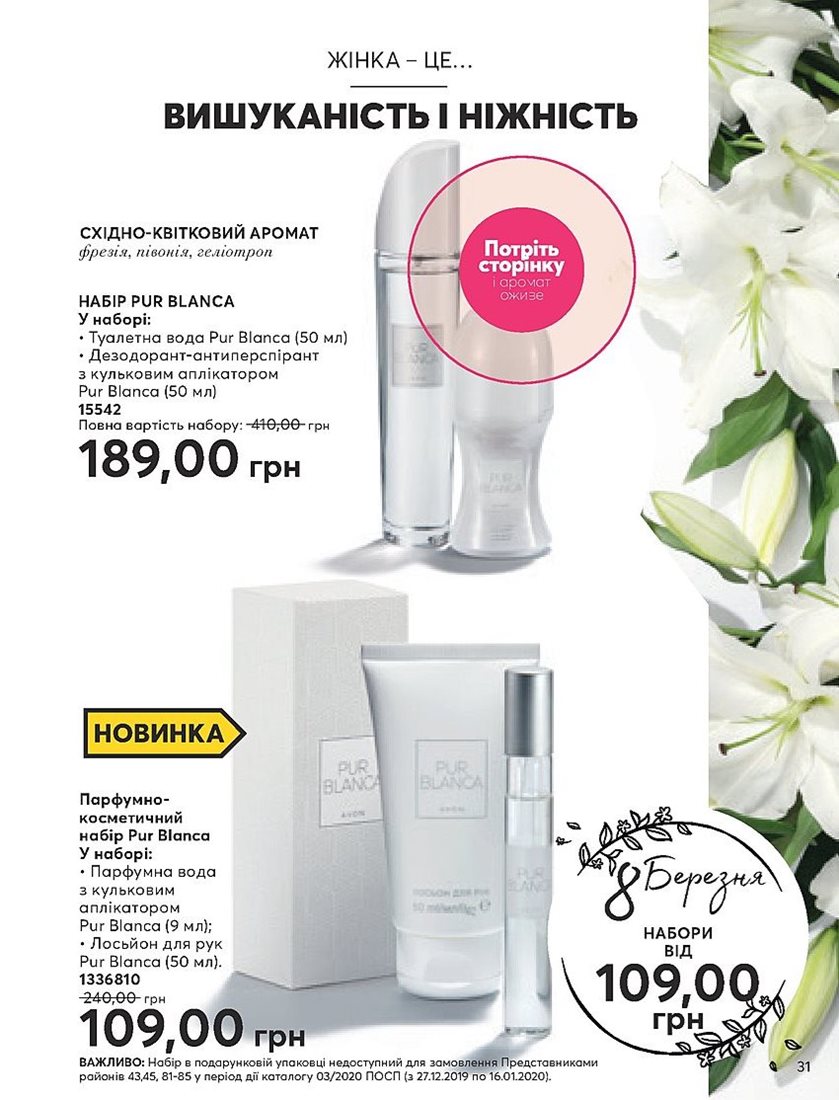 ЖІНКА – ЦЕ...
ВИШУКАНІСТЬ І НІЖНІСТЬ
СХІДНО-КВІТКОВИЙ АРОМАТ
фрезія, півонія, геліотроп
Потріть
сторінку
і аромат
оживе
НАБІР PUR BLANCA
У наборі:
• Туалетна вода Pur Blanca (50 мл)
• Дезодорант-антиперспірант
з кульковим аплікатором
Pur Blanca (50 мл)
15542
Повна вартість набору: 410,00 грн
189,00 грн
PUR
BLANCA
PUR
BLANCA
НОВИНКА
PUR
BLANCA
AVON
PUR
BLANCA
AVON
ЛОСЬЙОН ДЛЯ РУК
PUR
BLANCA
Парфумно-
косметичний
набір Pur Blanca
У наборі:
• Парфумна вода
з кульковим
аплікатором
Pur Blanca (9 мл);
• Лосьйон для рук
Pur Blanca (50 мл).
1336810
240,00 грн
109,00 грн
8 Березня
НАБОРИ
ВІД
109,00
грн
ВАЖЛИВО: Набір в подарунковій упаковці недоступний для замовлення Представниками
районів 43,45, 81-85 у період дії каталогу 03/2020 ПОСП (з 27.12.2019 по 16.01.2020).
31